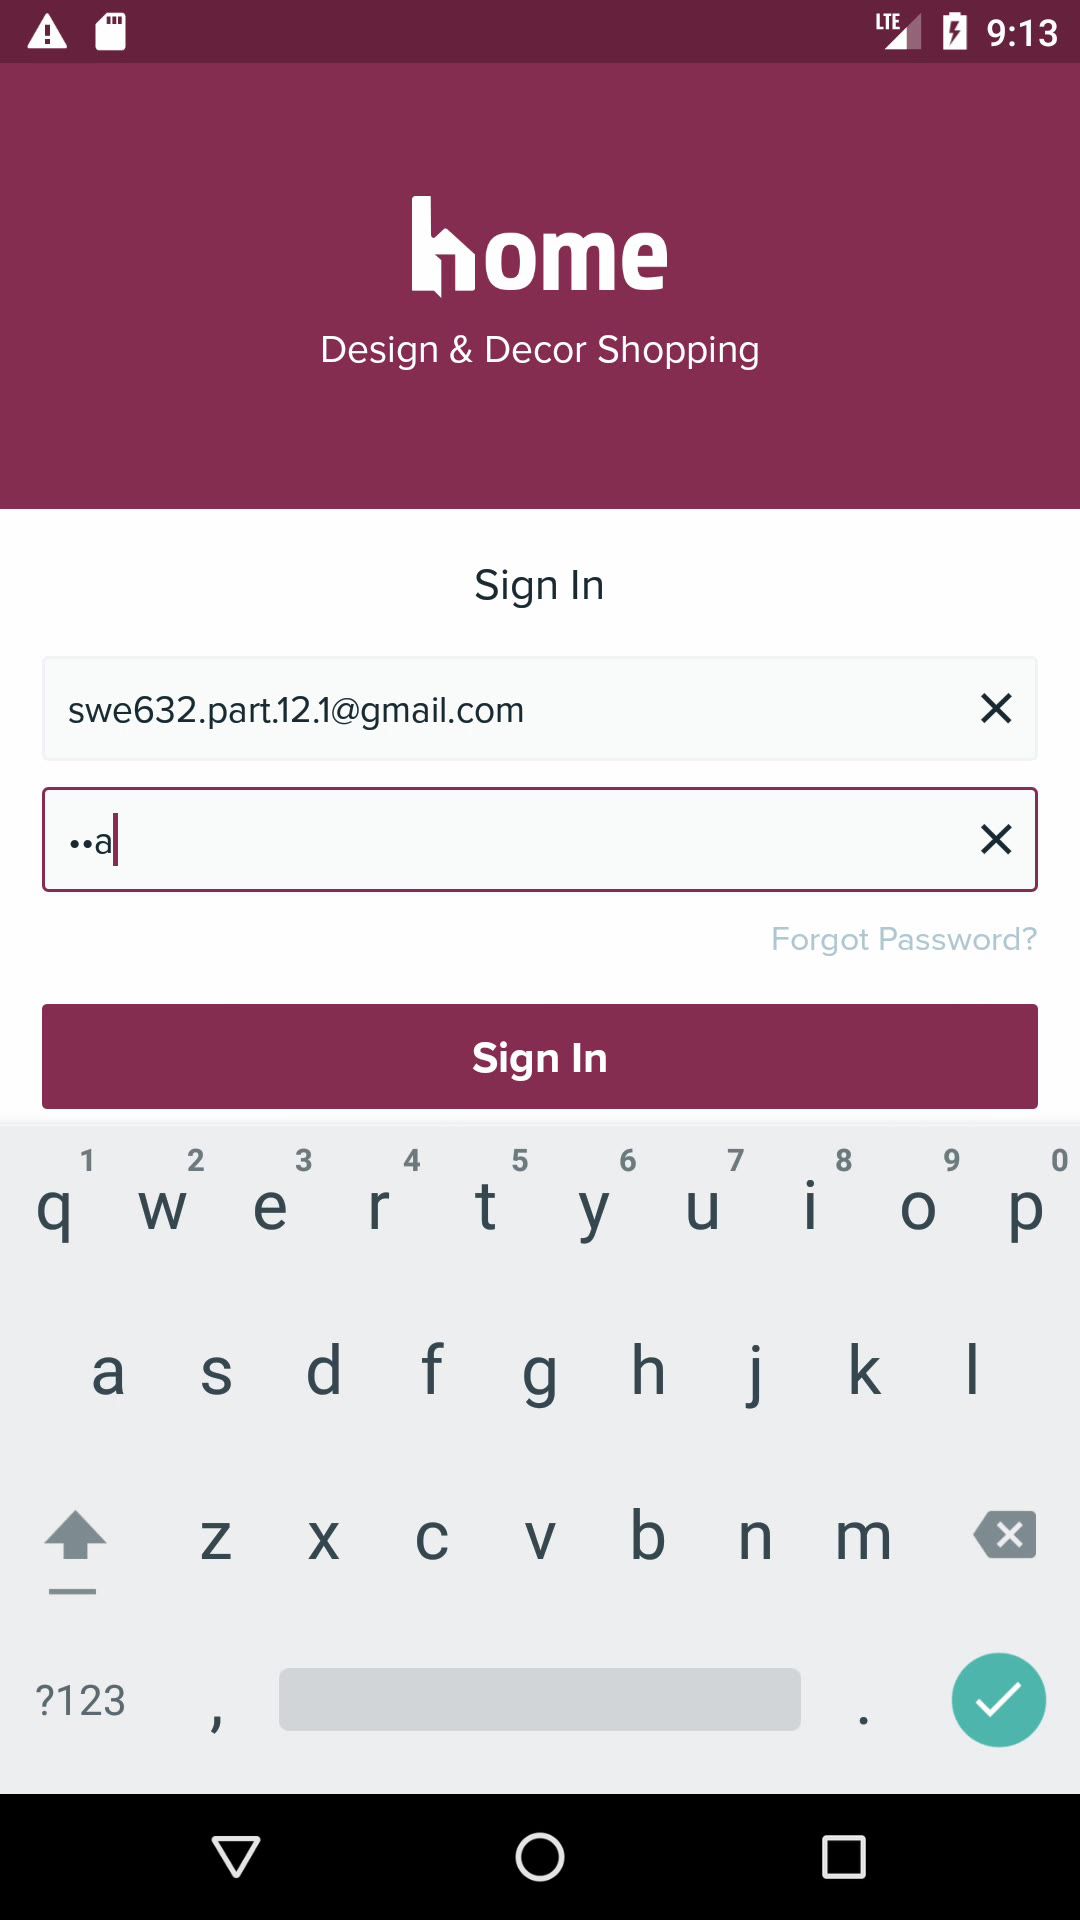 LTE 9:13
home
Design & Decor Shopping
Sign In
swe632.part.12.1@gmail.com
••a
Forgot Password?
Sign In
1 2 3 4 5 6 7 8 9 0
q w e r t y u i o p
a s d f g h j k l
z x c v b n m
?123 , .